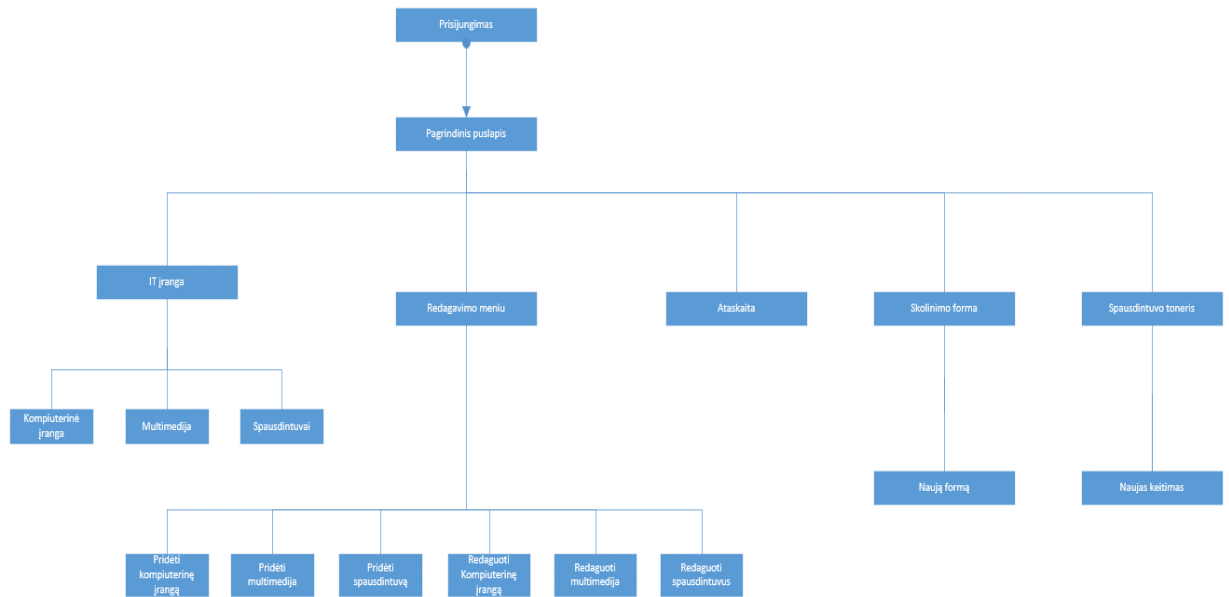 Prisijungimas
Pagrindinis puslapis
IT įranga
Redagavimo meniu
Ataskaita
Skolinimo forma
Spausdintuvo toneris
Kompiuterinė
įranga
Multimedija
Spausdintuvai
Naują formą
Naujas keitimas
Pridėti
kompiuterinę
įrangą
Pridėti
multimedija
Pridėti
spausdintuvą
Redaguoti
Kompiuterinę
įrangą
Redaguoti
multimedija
Redaguoti
spausdintuvus